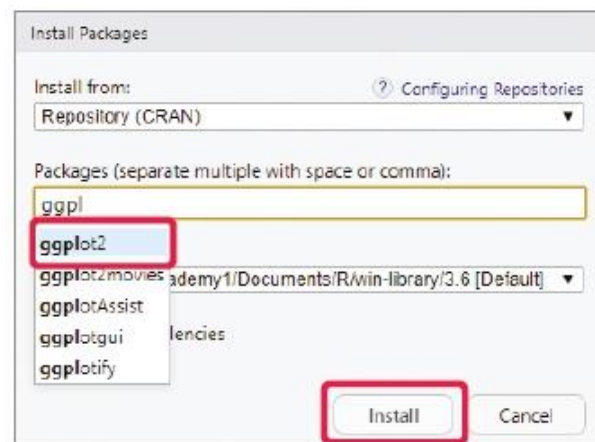 Install Packages
Install from:
? Configuring Repositories
Repository (CRAN)
Packages (separate multiple with space or comma):
ggpl
ggplot2
ggplot2movies
ademy1/Documents/R/win-library/3.6 [Default]
ggplotAssist
ggplotgui
lencies
ggplotify
Install
Cancel